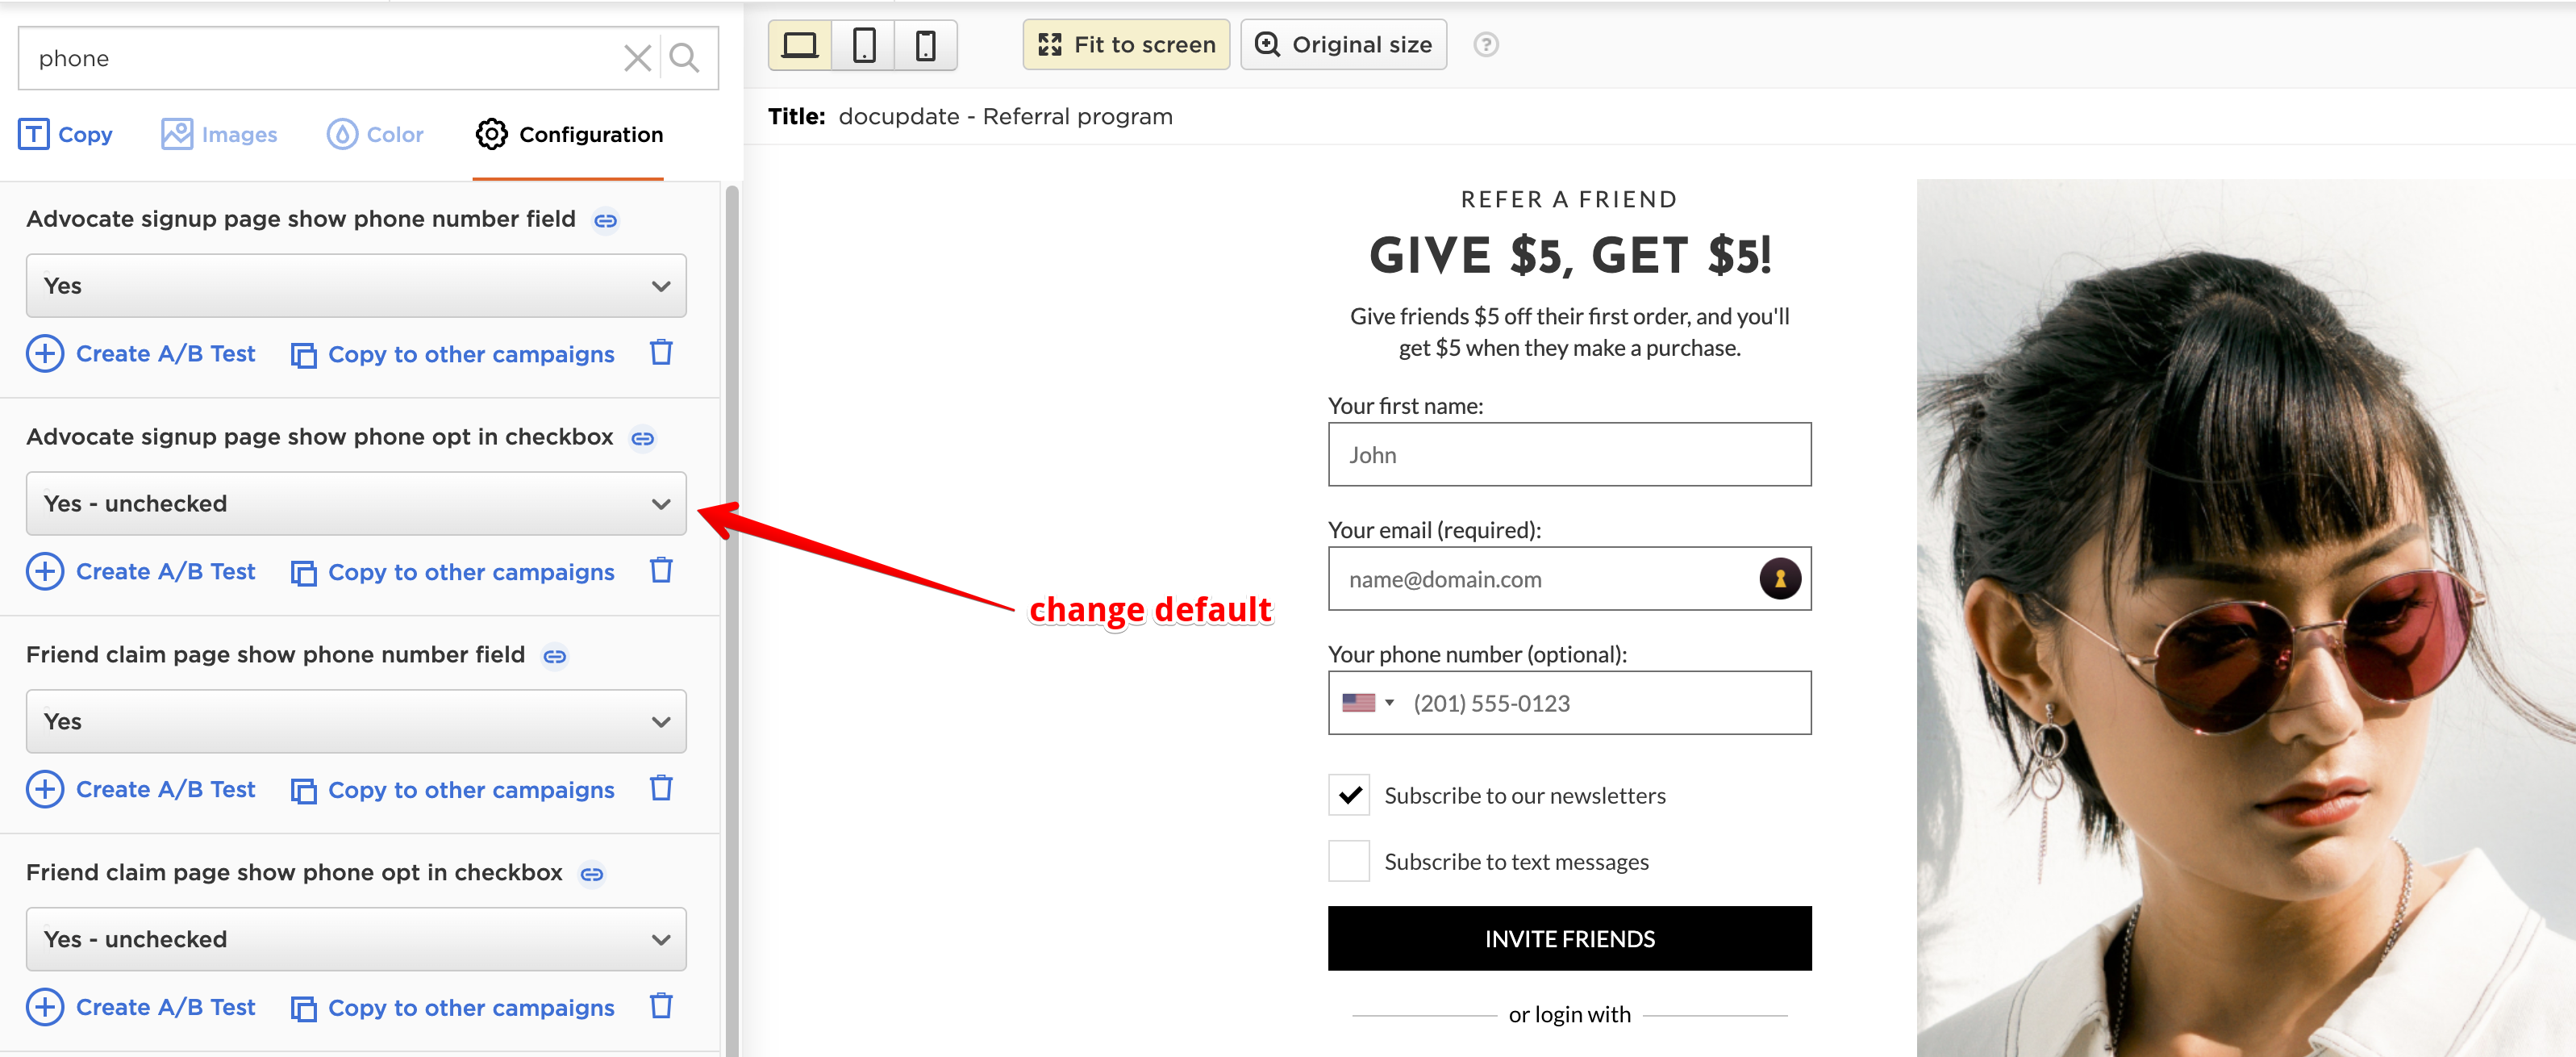 phone
Copy
Images
Color
Configuration
Advocate signup page show phone number field
Yes
Create A/B Test
Copy to other campaigns
Advocate signup page show phone opt in checkbox
Yes - unchecked
Create A/B Test
Copy to other campaigns
Friend claim page show phone number field
Yes
Create A/B Test
Copy to other campaigns
Friend claim page show phone opt in checkbox
Yes - unchecked
Create A/B Test
Copy to other campaigns
change default
Fit to screen
Original size
?
Title: docupdate - Referral program
REFER A FRIEND
GIVE $5, GET $5!
Give friends $5 off their first order, and you'll
get $5 when they make a purchase.
Your first name:
John
Your email (required):
name@domain.com
Your phone number (optional):
(201) 555-0123
Subscribe to our newsletters
Subscribe to text messages
INVITE FRIENDS
or login with